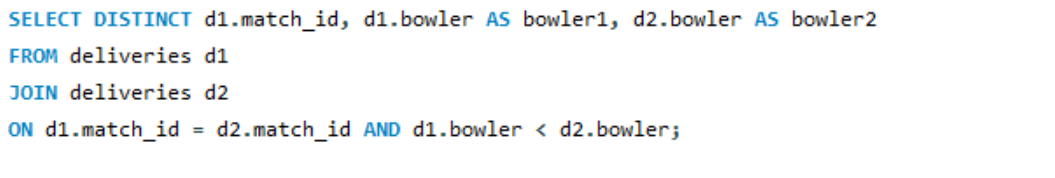 SELECT DISTINCT d1.match_id, d1.bowler AS bowler1, d2.bowler AS bowler2
FROM deliveries d1
JOIN deliveries d2
ON d1.match_id = d2.match_id AND d1.bowler < d2.bowler;